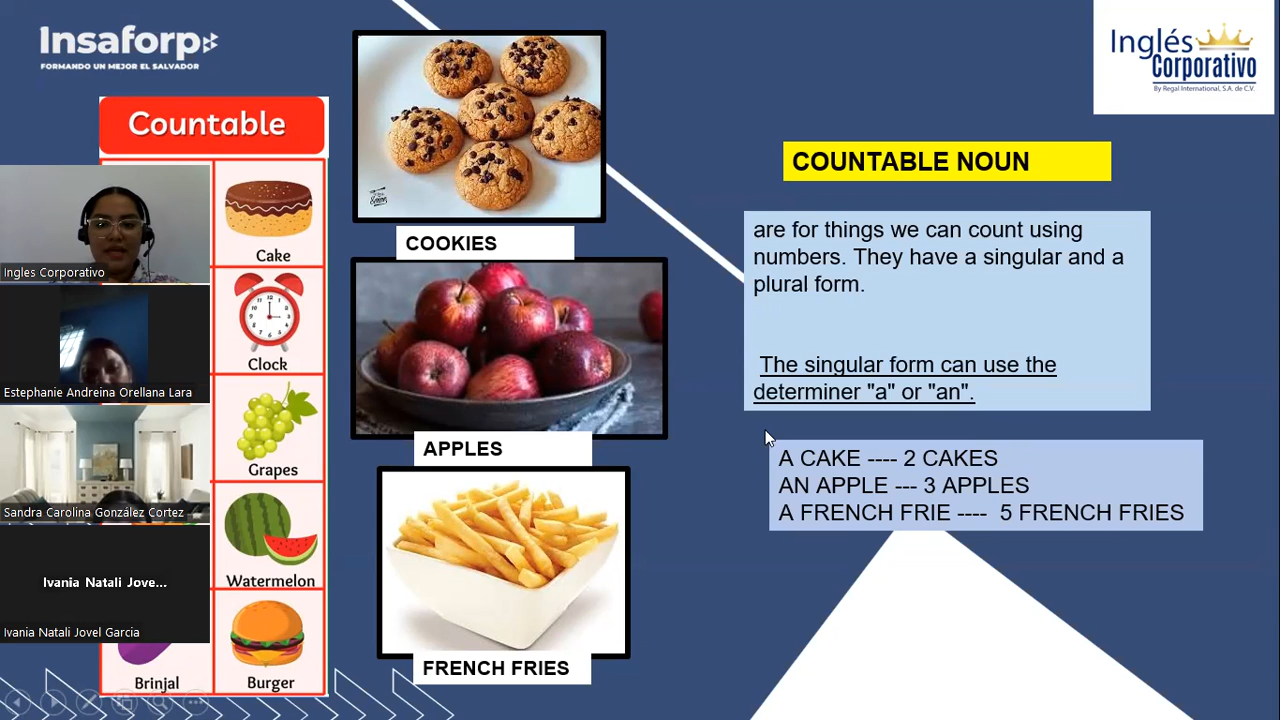 Insaforp
FORMANDO UN MEJOR EL SALVADOR
Inglés
Corporativo
By Regal International, S.A. de C.V.
Countable
Cake
Clock
Grapes
Watermelon
Brinjal
Burger
Ingles Corporativo
Estephanie Andreina Orellana Lara
Sandra Carolina González Cortez
Ivania Natali Jove...
Ivania Natali Jovel Garcia
COOKIES
APPLES
FRENCH FRIES
COUNTABLE NOUN
are for things we can count using
numbers. They have a singular and a
plural form.
The singular form can use the
determiner "a" or "an".
A CAKE ---- 2 CAKES
AN APPLE --- 3 APPLES
A FRENCH FRIE ---- 5 FRENCH FRIES